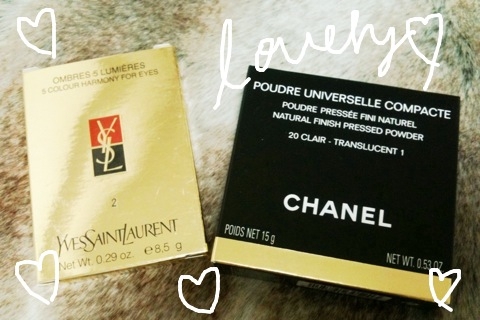 lovely
OMBRES 5 LUMIÈRES
5 COLOUR HARMONY FOR EYES
YSL
2
YVESSAINTLAURENT
Net Wt. 0.29 oz. e 8,5 g
POUDRE UNIVERSELLE COMPACTE
POUDRE PRESSÉE FINI NATUREL
NATURAL FINISH PRESSED POWDER
20 CLAIR - TRANSLUCENT 1
CHANEL
POIDS NET 15 g
NET WT. 0.53 OZ.